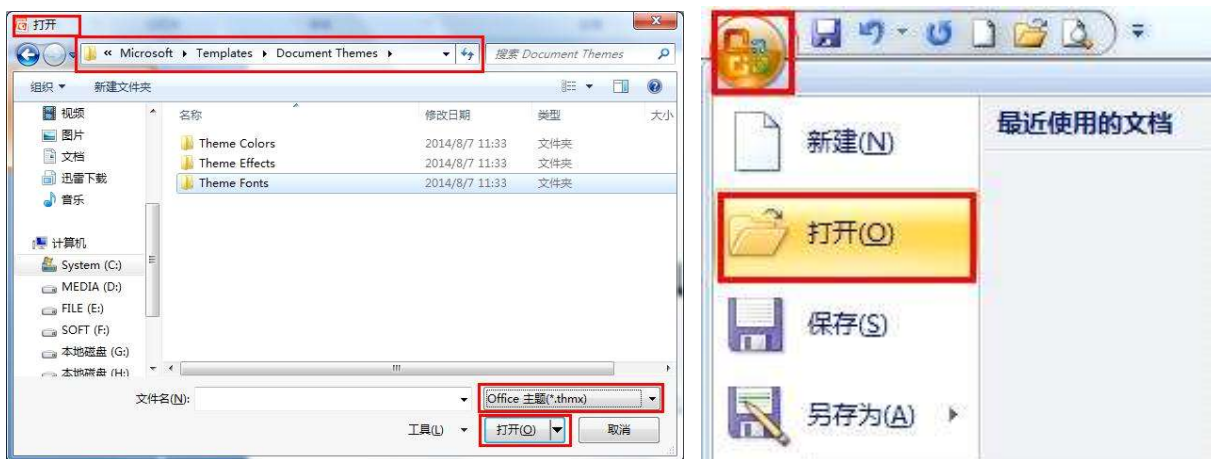 打开
« Microsoft ▸ Templates ▸ Document Themes ▸
搜索 Document Themes
组织 ▼ 新建文件夹
视频
图片
文档
迅雷下载
音乐
计算机
System (C:)
MEDIA (D:)
FILE (E:)
SOFT (F:)
本地磁盘 (G:)
本地磁盘 (H:)
名称 修改日期 类型 大小
Theme Colors 2014/8/7 11:33 文件夹
Theme Effects 2014/8/7 11:33 文件夹
Theme Fonts 2014/8/7 11:33 文件夹
文件名(N): Office 主题(*.thmx)
工具(L) 打开(O) 取消
新建(N)
打开(O)
保存(S)
另存为(A)
最近使用的文档